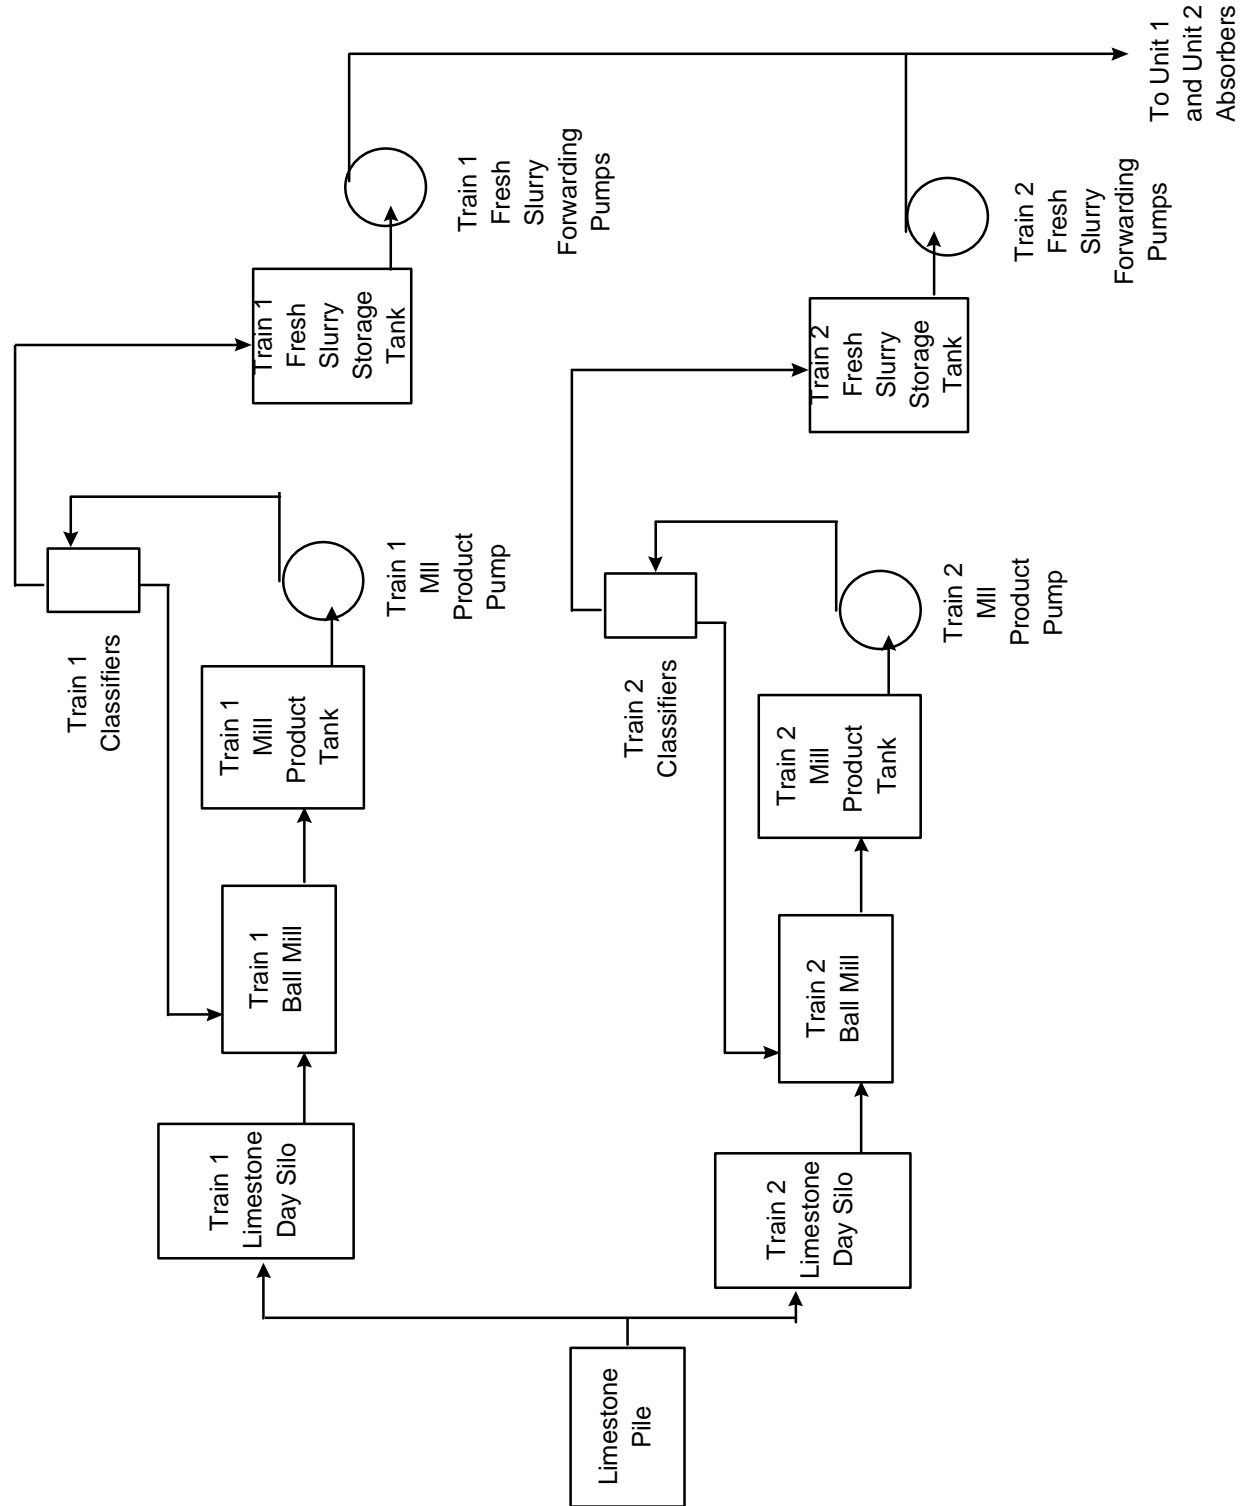 Limestone
Pile
Train 1
Limestone
Day Silo
Train 1
Ball Mill
Train 1
Mill
Product
Tank
Train 1
MIll
Product
Pump
Train 1
Classifiers
Train 1
Fresh
Slurry
Storage
Tank
Train 1
Fresh
Slurry
Forwarding
Pumps
Train 2
Limestone
Day Silo
Train 2
Ball Mill
Train 2
Mill
Product
Tank
Train 2
MIll
Product
Pump
Train 2
Classifiers
Train 2
Fresh
Slurry
Storage
Tank
Train 2
Fresh
Slurry
Forwarding
Pumps
To Unit 1
and Unit 2
Absorbers